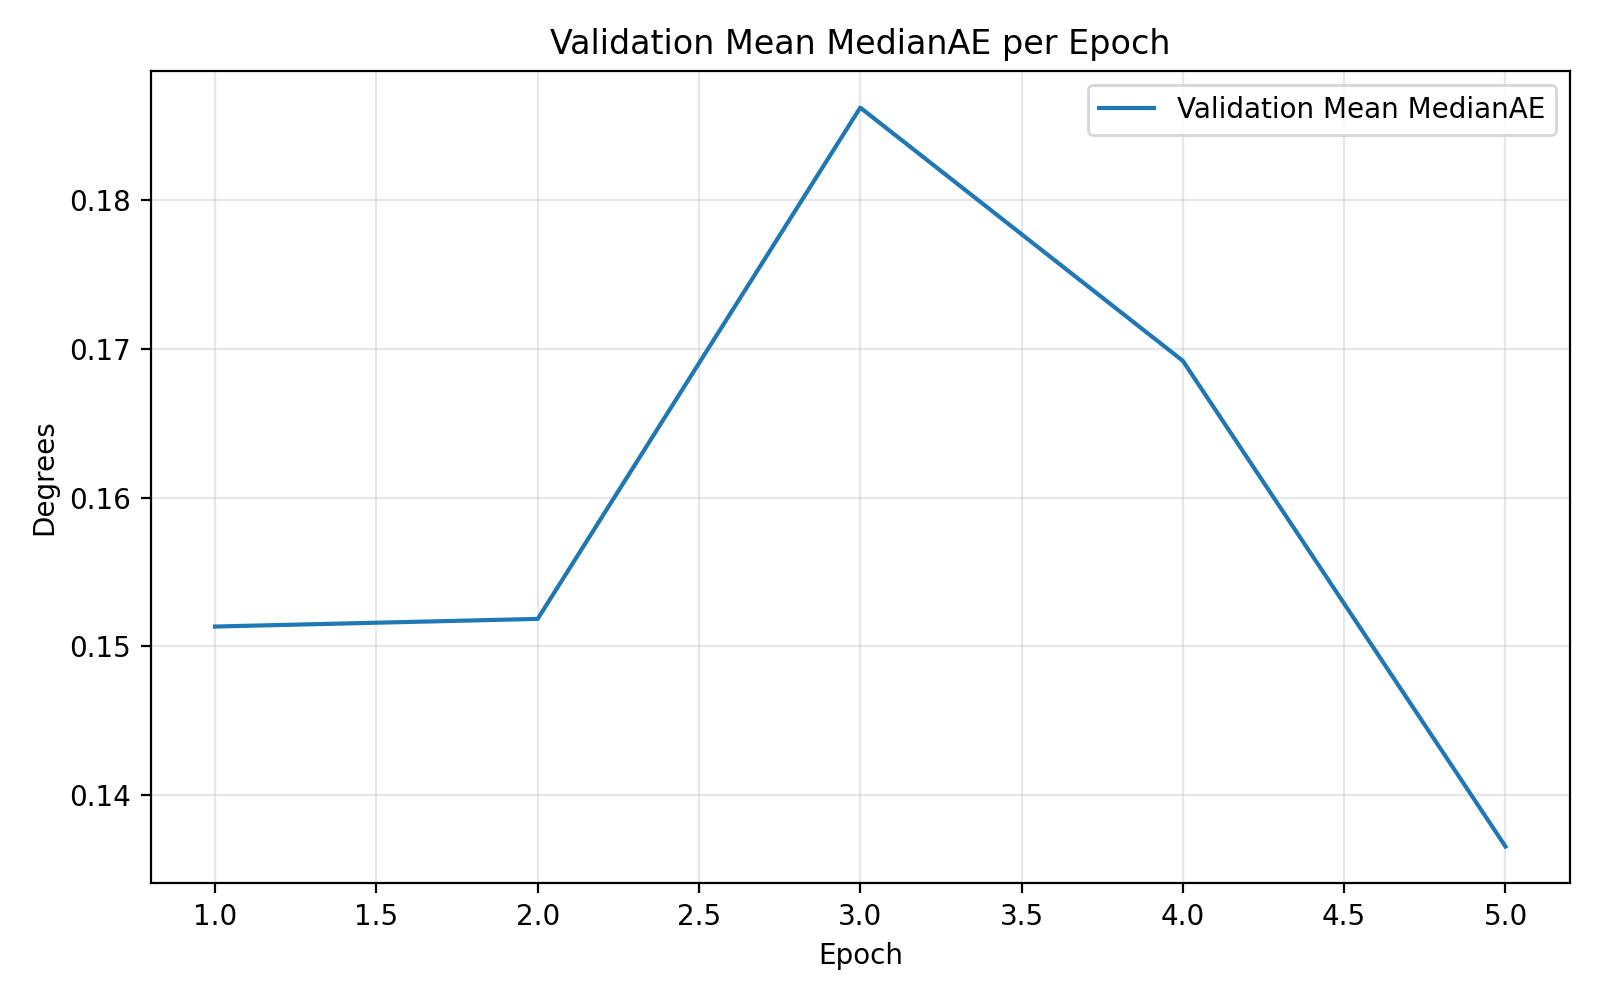 Validation Mean MedianAE per Epoch
Validation Mean MedianAE
Degrees
0.18
0.17
0.16
0.15
0.14
1.0 1.5 2.0 2.5 3.0 3.5 4.0 4.5 5.0
Epoch